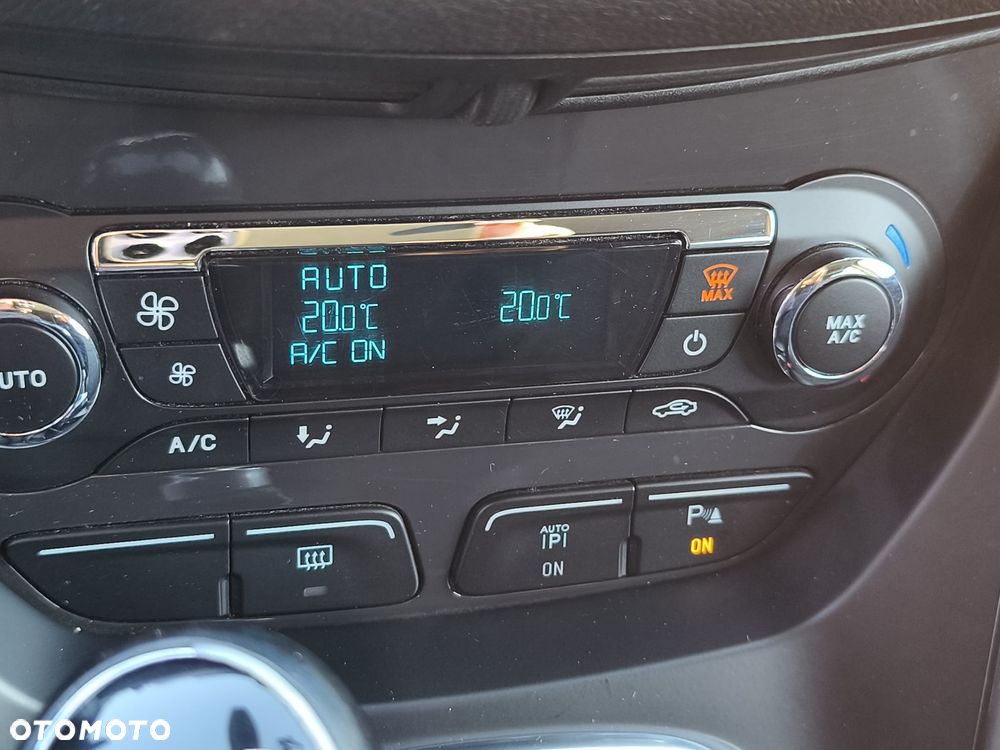 AUTO
20.0°C
20.0°C
A/C ON
MAX
MAX
A/C
UTO
A/C
AUTO
P
ON
P
ON
OTOMOTO